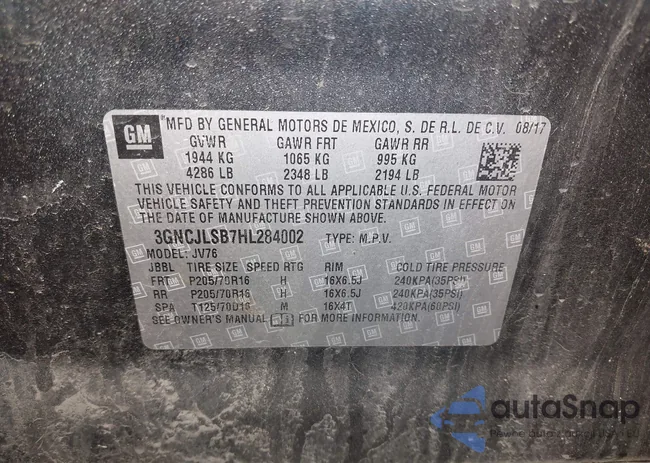 GM "MFD BY GENERAL MOTORS DE MEXICO, S. DE R.L. DE C.V. 08/17
GVWR GAWR FRT GAWR RR
1944 KG 1065 KG 995 KG
4286 LB 2348 LB 2194 LB
THIS VEHICLE CONFORMS TO ALL APPLICABLE U.S. FEDERAL MOTOR
VEHICLE SAFETY AND THEFT PREVENTION STANDARDS IN EFFECT ON
THE DATE OF MANUFACTURE SHOWN ABOVE.
3GNCJLSB7HL284002 TYPE: M.P.V.
MODEL: JV76
JBBL TIRE SIZE SPEED RTG RIM COLD TIRE PRESSURE
FRT P205/70R16 H 16X6.5J 240KPA(35PSI)
RR P205/70R16 H 16X6.5J 240KPA(35PSI)
SPA T125/70D16 M 16X4T 420KPA(60PSI)
SEE OWNER'S MANUAL FOR MORE INFORMATION.
autoSnap